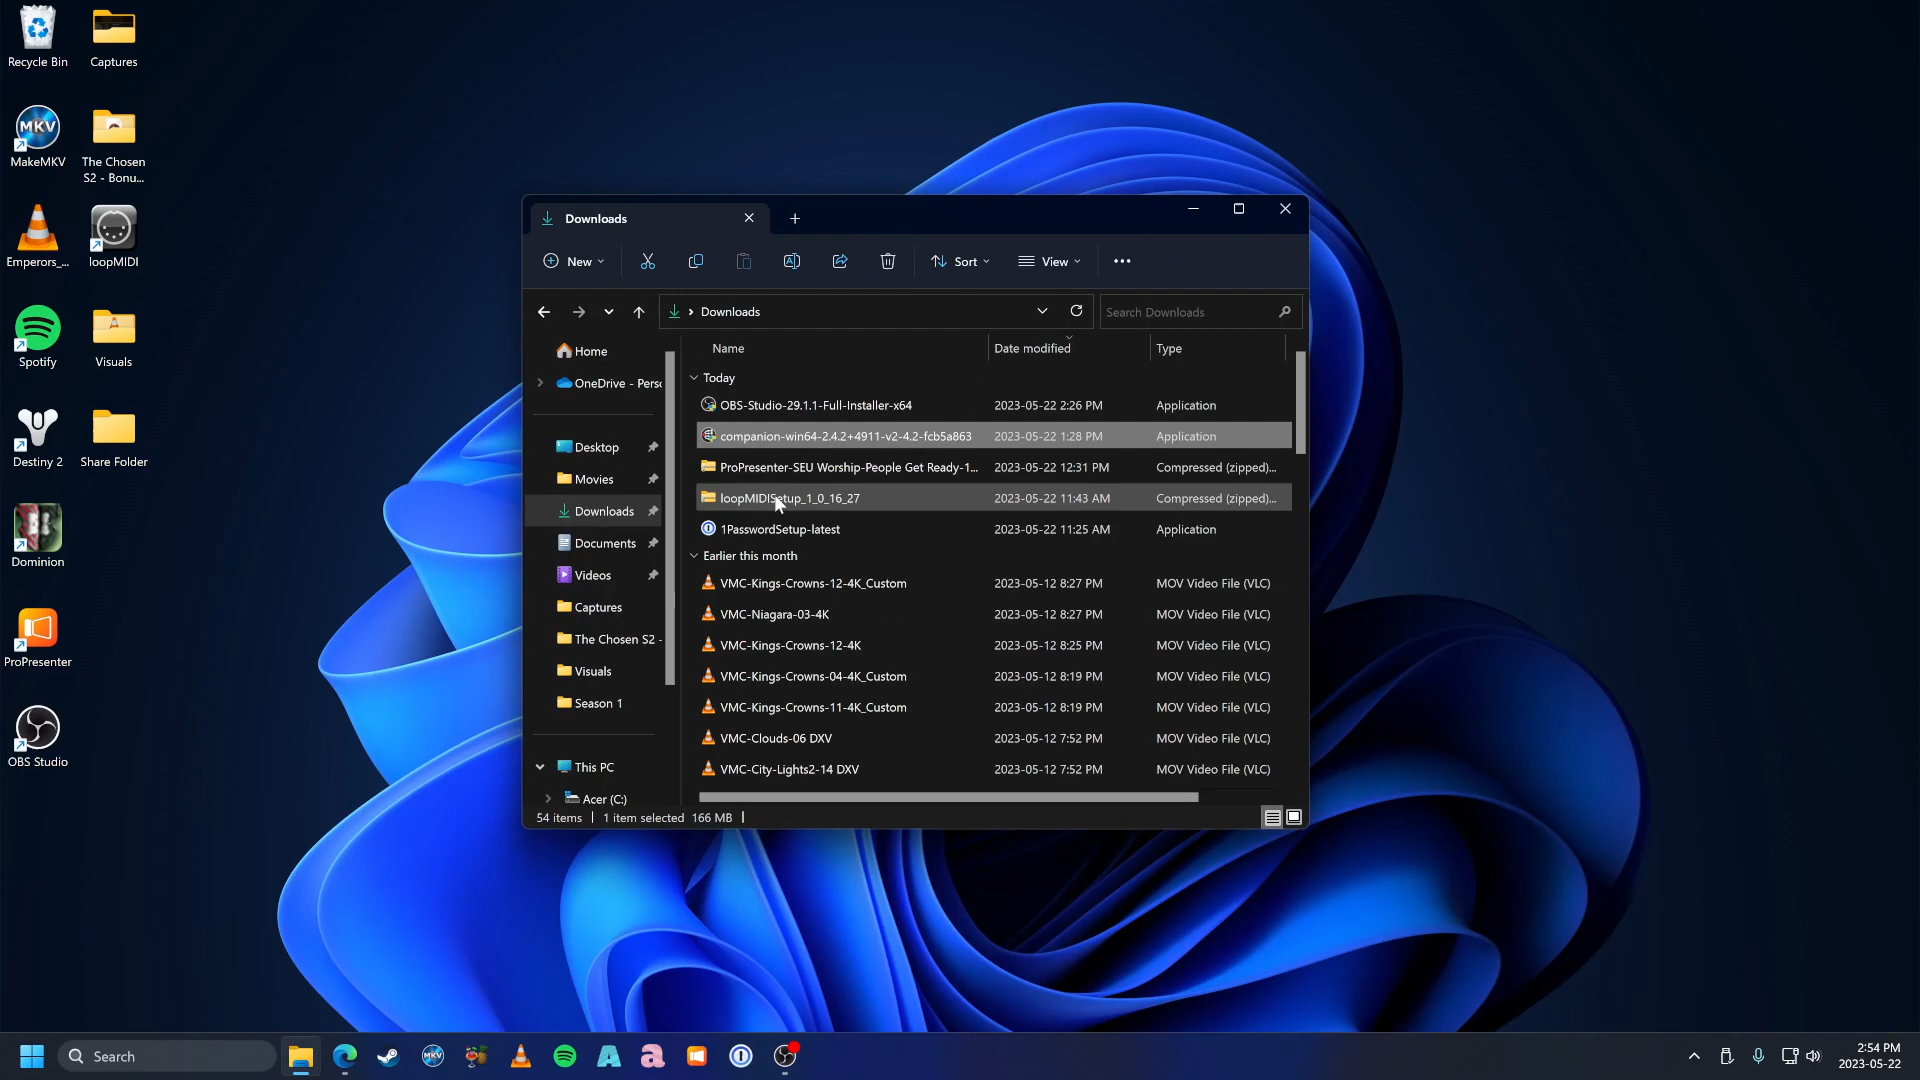 Recycle Bin
Captures
MKV
MakeMKV
The Chosen
S2 - Bonu...
Emperors_...
loopMIDI
Spotify
Visuals
Destiny 2
Share Folder
Dominion
ProPresenter
OBS Studio
Downloads
New
Sort
View
Downloads
Search Downloads
Home
OneDrive - Perso
Desktop
Movies
Downloads
Documents
Videos
Captures
The Chosen S2 -
Visuals
Season 1
This PC
Acer (C:)
Name Date modified Type
Today
OBS-Studio-29.1.1-Full-Installer-x64 2023-05-22 2:26 PM Application
companion-win64-2.4.2+4911-v2-4.2-fcb5a863 2023-05-22 1:28 PM Application
ProPresenter-SEU Worship-People Get Ready-1... 2023-05-22 12:31 PM Compressed (zipped)...
loopMIDISetup_1_0_16_27 2023-05-22 11:43 AM Compressed (zipped)...
1PasswordSetup-latest 2023-05-22 11:25 AM Application
Earlier this month
VMC-Kings-Crowns-12-4K_Custom 2023-05-12 8:27 PM MOV Video File (VLC)
VMC-Niagara-03-4K 2023-05-12 8:27 PM MOV Video File (VLC)
VMC-Kings-Crowns-12-4K 2023-05-12 8:25 PM MOV Video File (VLC)
VMC-Kings-Crowns-04-4K_Custom 2023-05-12 8:19 PM MOV Video File (VLC)
VMC-Kings-Crowns-11-4K_Custom 2023-05-12 8:19 PM MOV Video File (VLC)
VMC-Clouds-06 DXV 2023-05-12 7:52 PM MOV Video File (VLC)
VMC-City-Lights2-14 DXV 2023-05-12 7:52 PM MOV Video File (VLC)
54 items 1 item selected 166 MB
Search
MKV
2:54 PM
2023-05-22